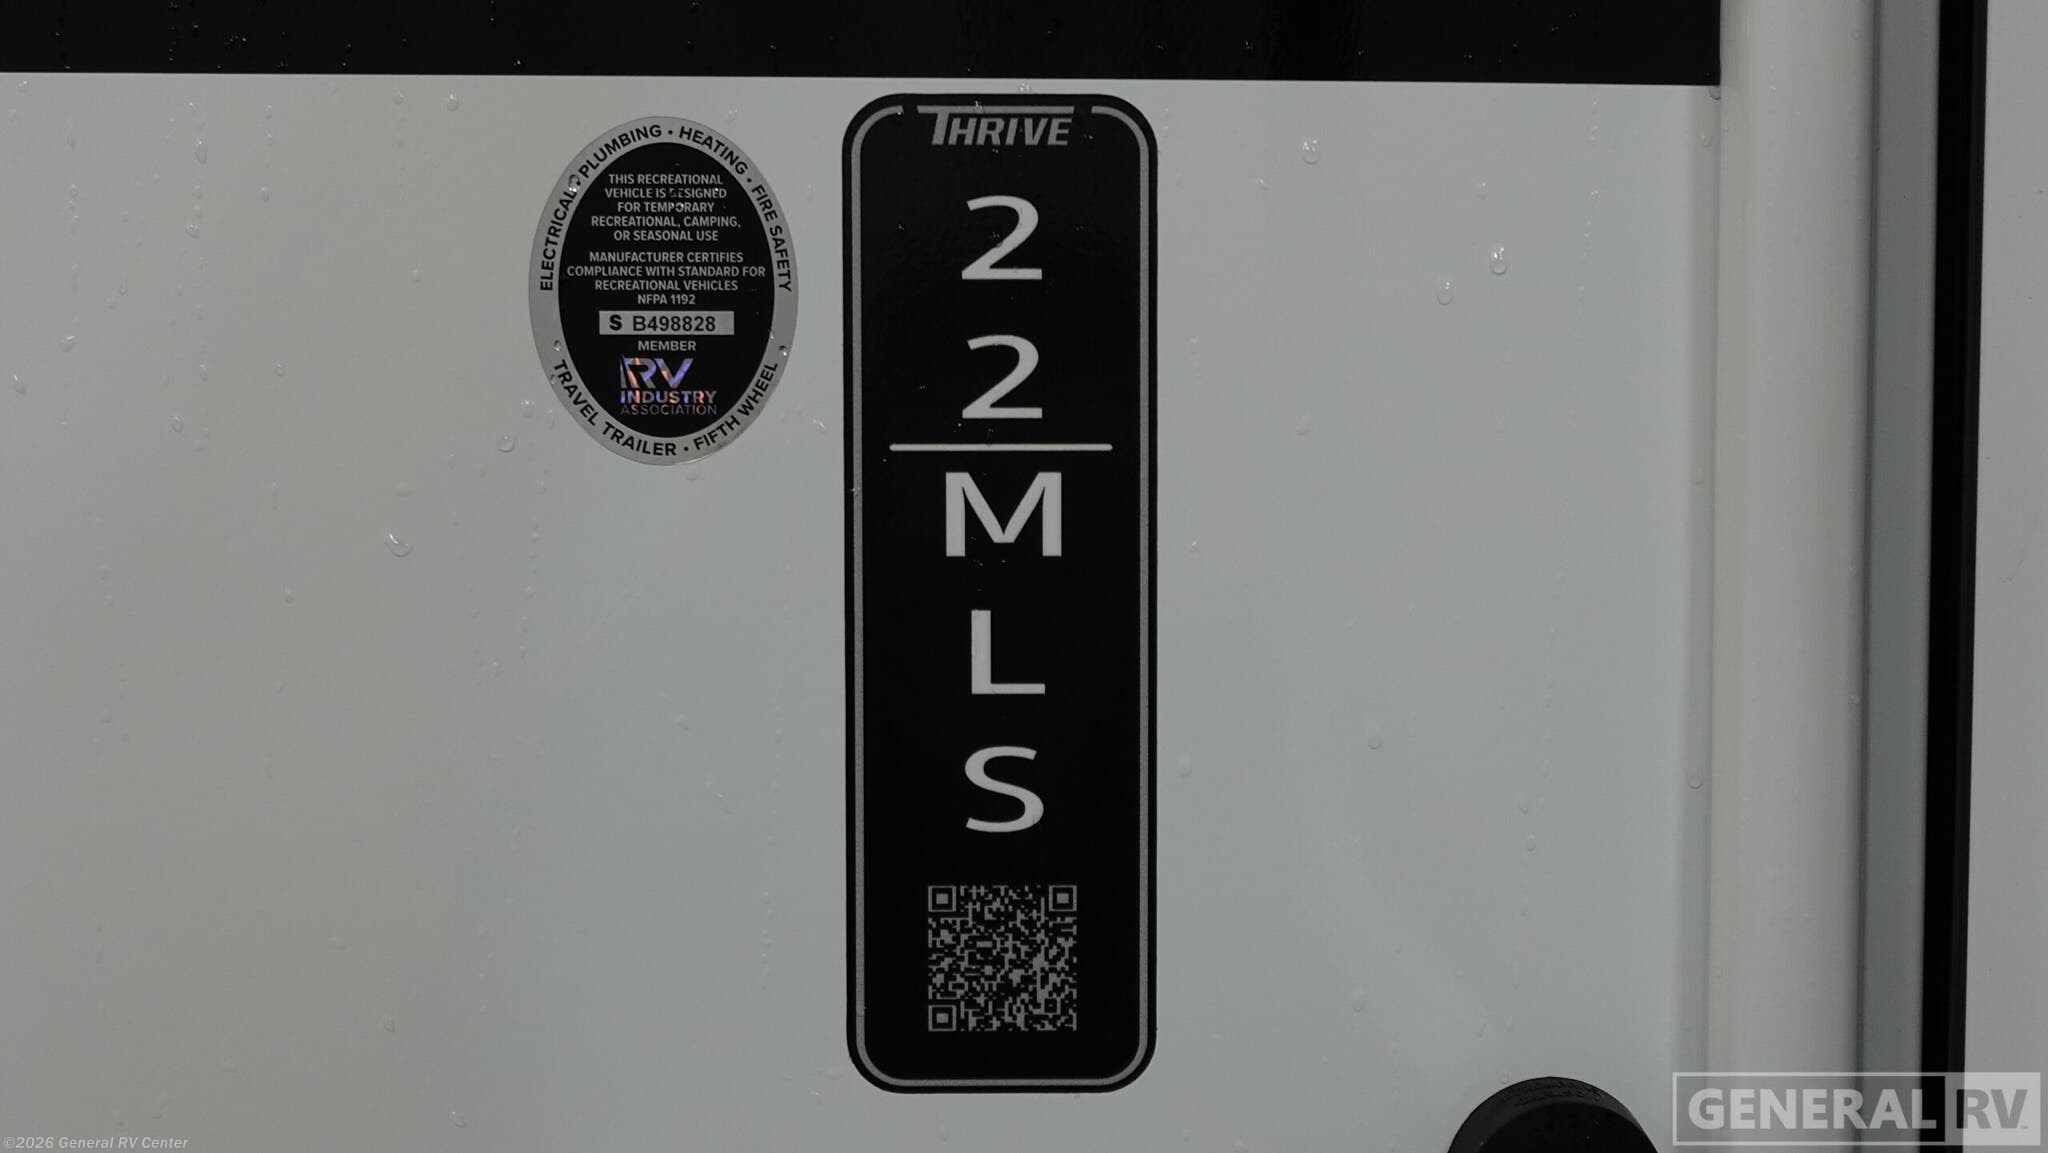 ELECTRICAL • PLUMBING • HEATING • FIRE SAFETY
THIS RECREATIONAL
VEHICLE IS DESIGNED
FOR TEMPORARY
RECREATIONAL, CAMPING,
OR SEASONAL USE
MANUFACTURER CERTIFIES
COMPLIANCE WITH STANDARD FOR
RECREATIONAL VEHICLES
NFPA 1192
S B498828
MEMBER
RV
INDUSTRY
ASSOCIATION
TRAVEL TRAILER • FIFTH WHEEL
THRIVE
2
2
M
L
S
GENERAL RV
©2026 General RV Center